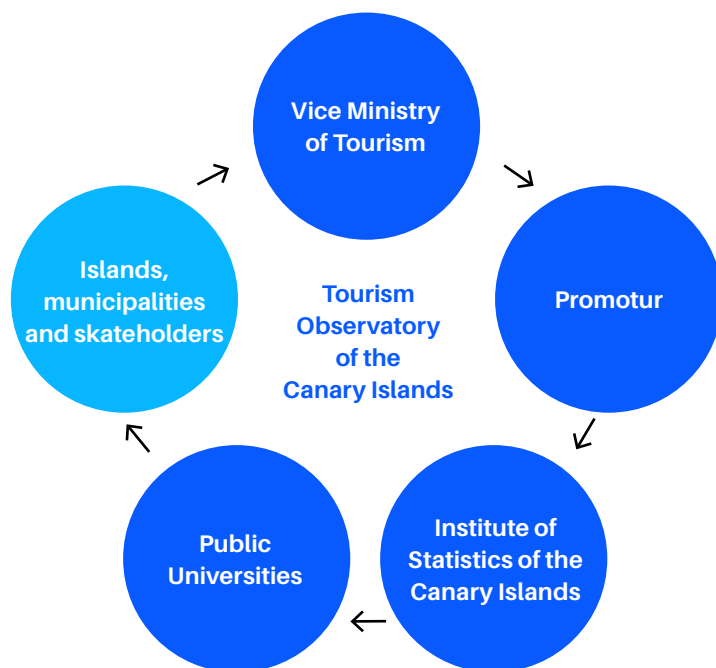 Vice Ministry
of Tourism
Promotur
Institute of
Statistics of the
Canary Islands
Public
Universities
Islands,
municipalities
and skateholders
Tourism
Observatory
of the
Canary Islands